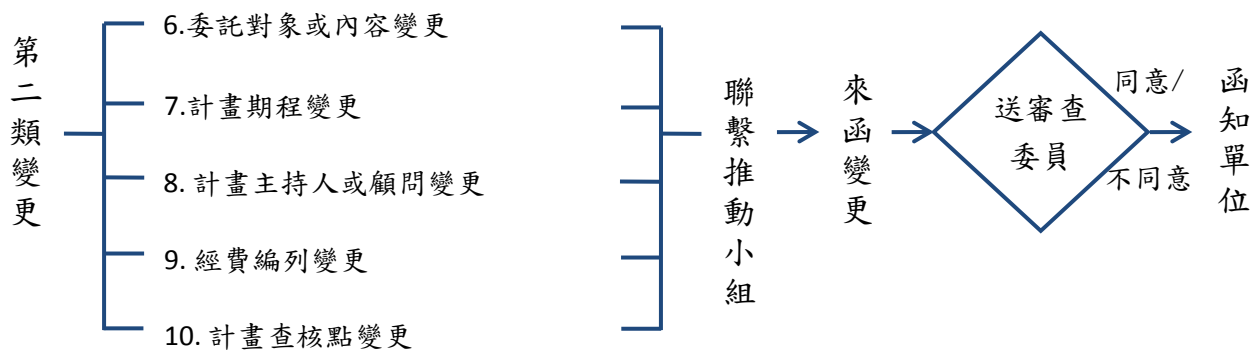 第二類變更
6.委託對象或內容變更
7.計畫期程變更
8. 計畫主持人或顧問變更
9. 經費編列變更
10. 計畫查核點變更
聯繫推動小組
來函變更
送審查
委員
同意/
不同意
函知單位